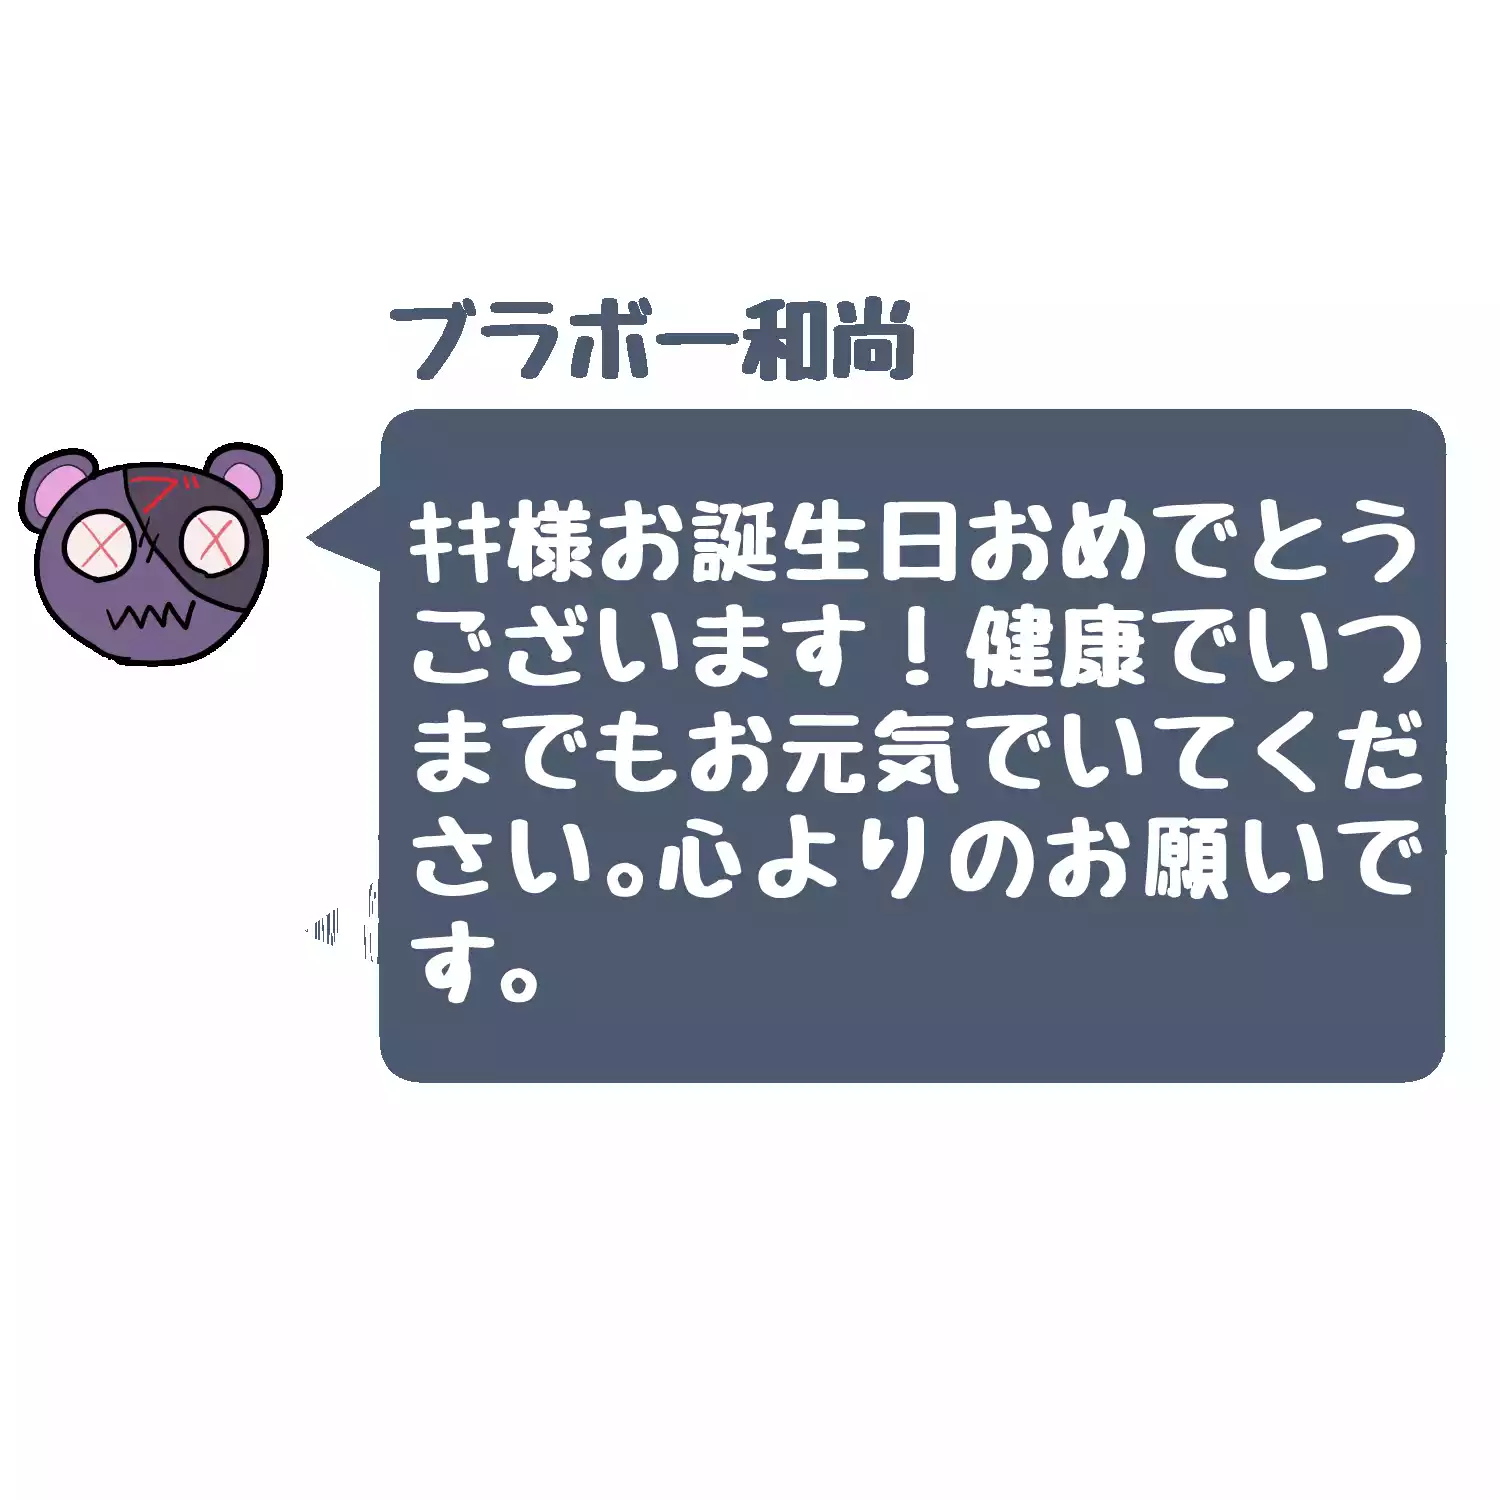 ブラボー和尚
ｷｷ様お誕生日おめでとう
ございます！健康でいつ
までもお元気でいてくだ
さい。心よりのお願いで
す。